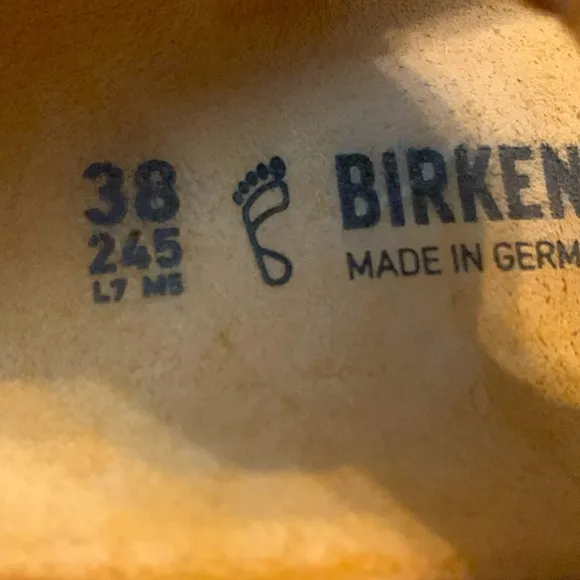 38
245
L7 M5
BIRKEN
MADE IN GERM